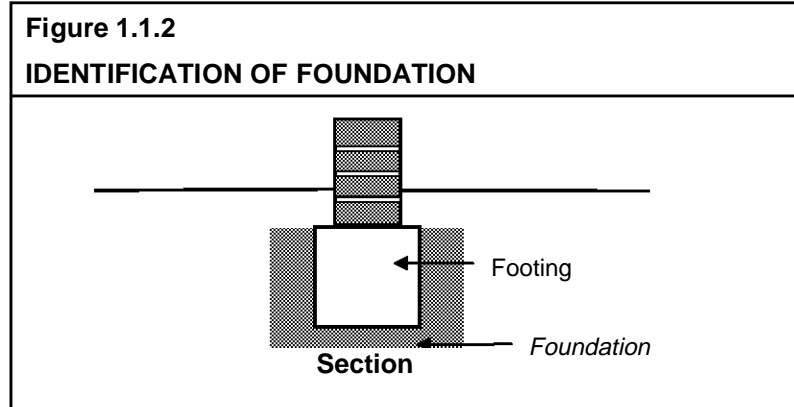 Figure 1.1.2
IDENTIFICATION OF FOUNDATION
Footing
Foundation
Section